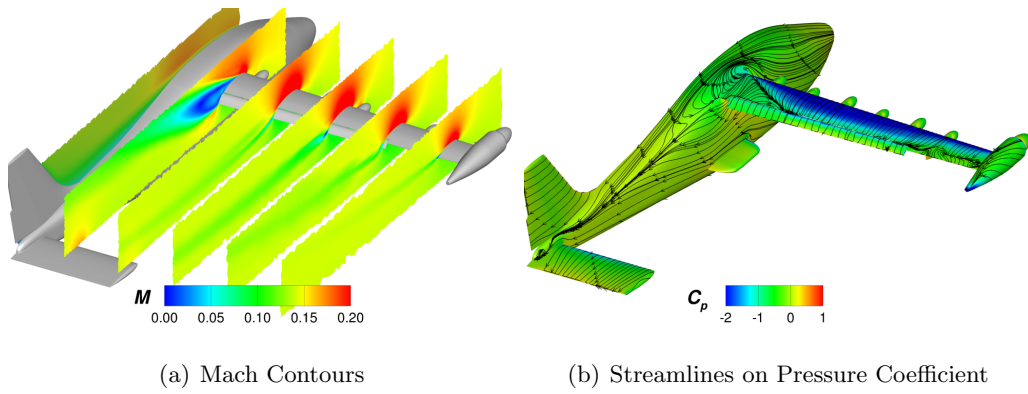 M
0.00 0.05 0.10 0.15 0.20
C_p
-2 -1 0 1
(a) Mach Contours
(b) Streamlines on Pressure Coefficient